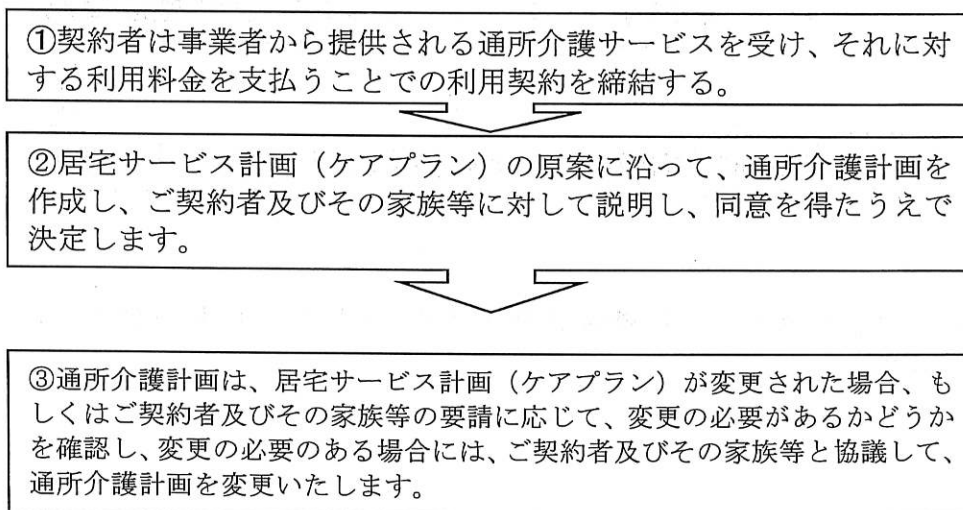 ①契約者は事業者から提供される通所介護サービスを受け、それに対
する利用料金を支払うことでの利用契約を締結する。
②居宅サービス計画（ケアプラン）の原案に沿って、通所介護計画を
作成し、ご契約者及びその家族等に対して説明し、同意を得たうえで
決定します。
③通所介護計画は、居宅サービス計画（ケアプラン）が変更された場合、も
しくはご契約者及びその家族等の要請に応じて、変更の必要があるかどうか
を確認し、変更の必要のある場合には、ご契約者及びその家族等と協議して、
通所介護計画を変更いたします。